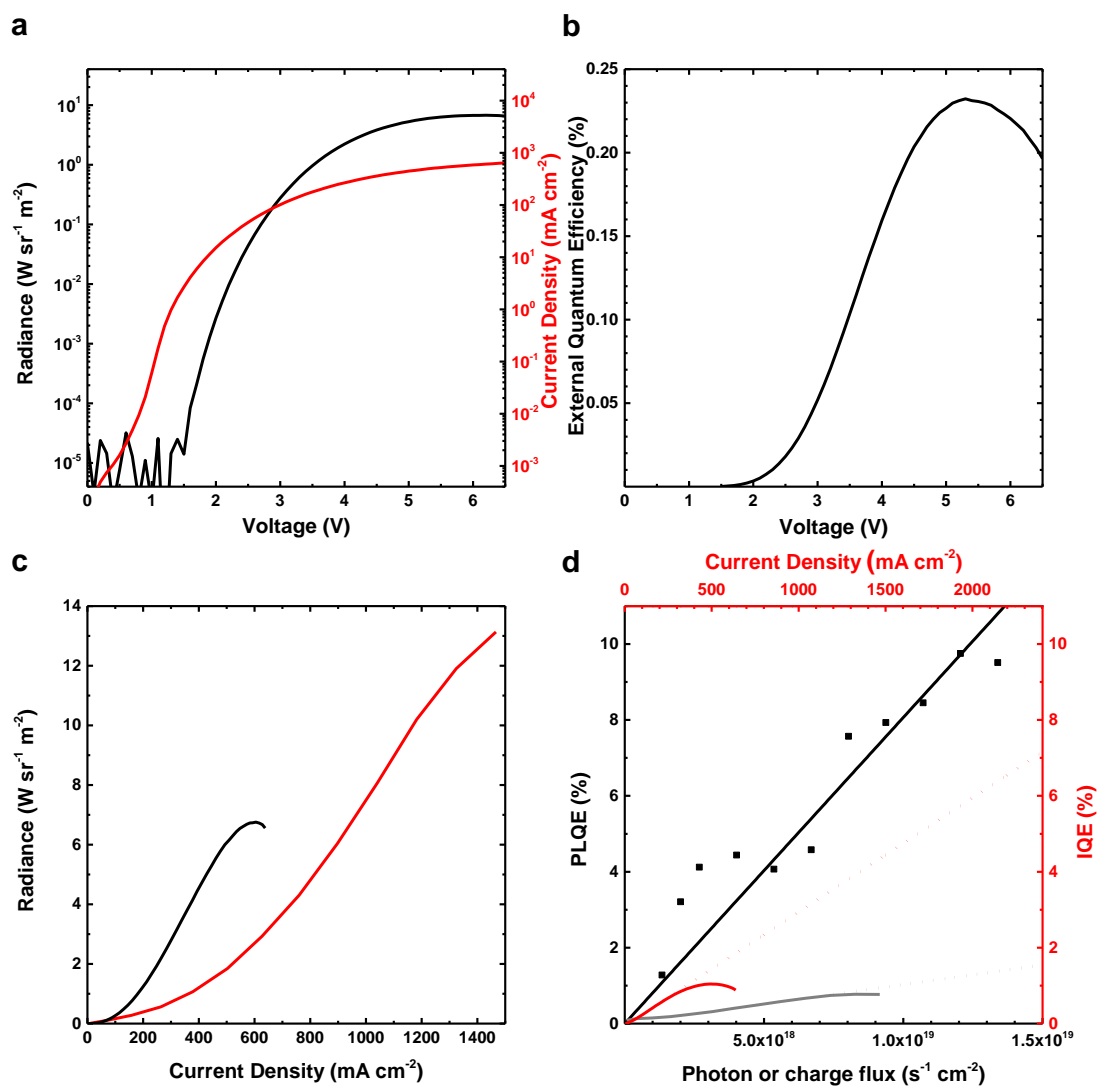 a
Radiance (W sr⁻¹ m⁻²)
10¹
10⁰
10⁻¹
10⁻²
10⁻³
10⁻⁴
10⁻⁵
10⁴
10³
10²
10¹
10⁰
10⁻¹
10⁻²
10⁻³
Current Density (mA cm⁻²)
0 1 2 3 4 5 6
Voltage (V)
b
External Quantum Efficiency (%)
0.25
0.20
0.15
0.10
0.05
0 1 2 3 4 5 6
Voltage (V)
c
Radiance (W sr⁻¹ m⁻²)
14
12
10
8
6
4
2
0
0 200 400 600 800 1000 1200 1400
Current Density (mA cm⁻²)
d
Current Density (mA cm⁻²)
0 500 1000 1500 2000
PLQE (%)
10
8
6
4
2
0
10
8
6
4
2
0
IQE (%)
5.0x10¹⁸ 1.0x10¹⁹ 1.5x10¹⁹
Photon or charge flux (s⁻¹ cm⁻²)